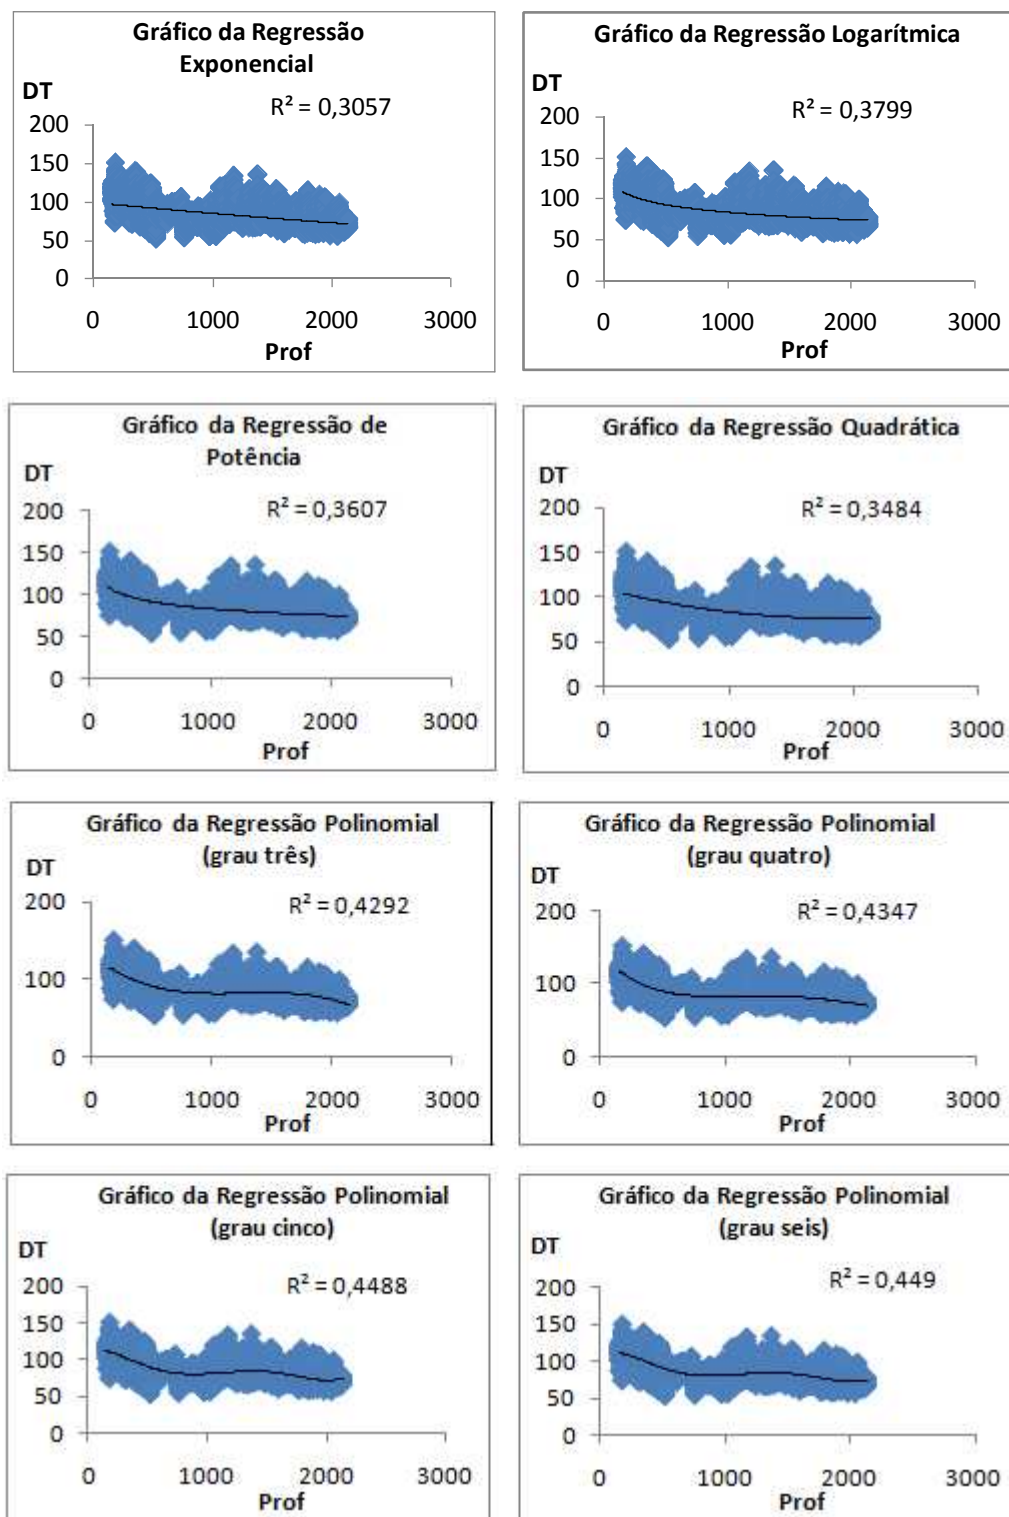 Gráfico da Regressão
Exponencial
DT
R² = 0,3057
200
150
100
50
0
0 1000 2000 3000
Prof
Gráfico da Regressão Logarítmica
DT
R² = 0,3799
200
150
100
50
0
0 1000 2000 3000
Prof
Gráfico da Regressão de
Potência
DT
R² = 0,3607
200
150
100
50
0
0 1000 2000 3000
Prof
Gráfico da Regressão Quadrática
DT
R² = 0,3484
200
150
100
50
0
0 1000 2000 3000
Prof
Gráfico da Regressão Polinomial
(grau três)
DT
R² = 0,4292
200
100
0
0 1000 2000 3000
Prof
Gráfico da Regressão Polinomial
(grau quatro)
DT
R² = 0,4347
200
100
0
0 1000 2000 3000
Prof
Gráfico da Regressão Polinomial
(grau cinco)
DT
R² = 0,4488
200
150
100
50
0
0 1000 2000 3000
Prof
Gráfico da Regressão Polinomial
(grau seis)
DT
R² = 0,449
200
150
100
50
0
0 1000 2000 3000
Prof